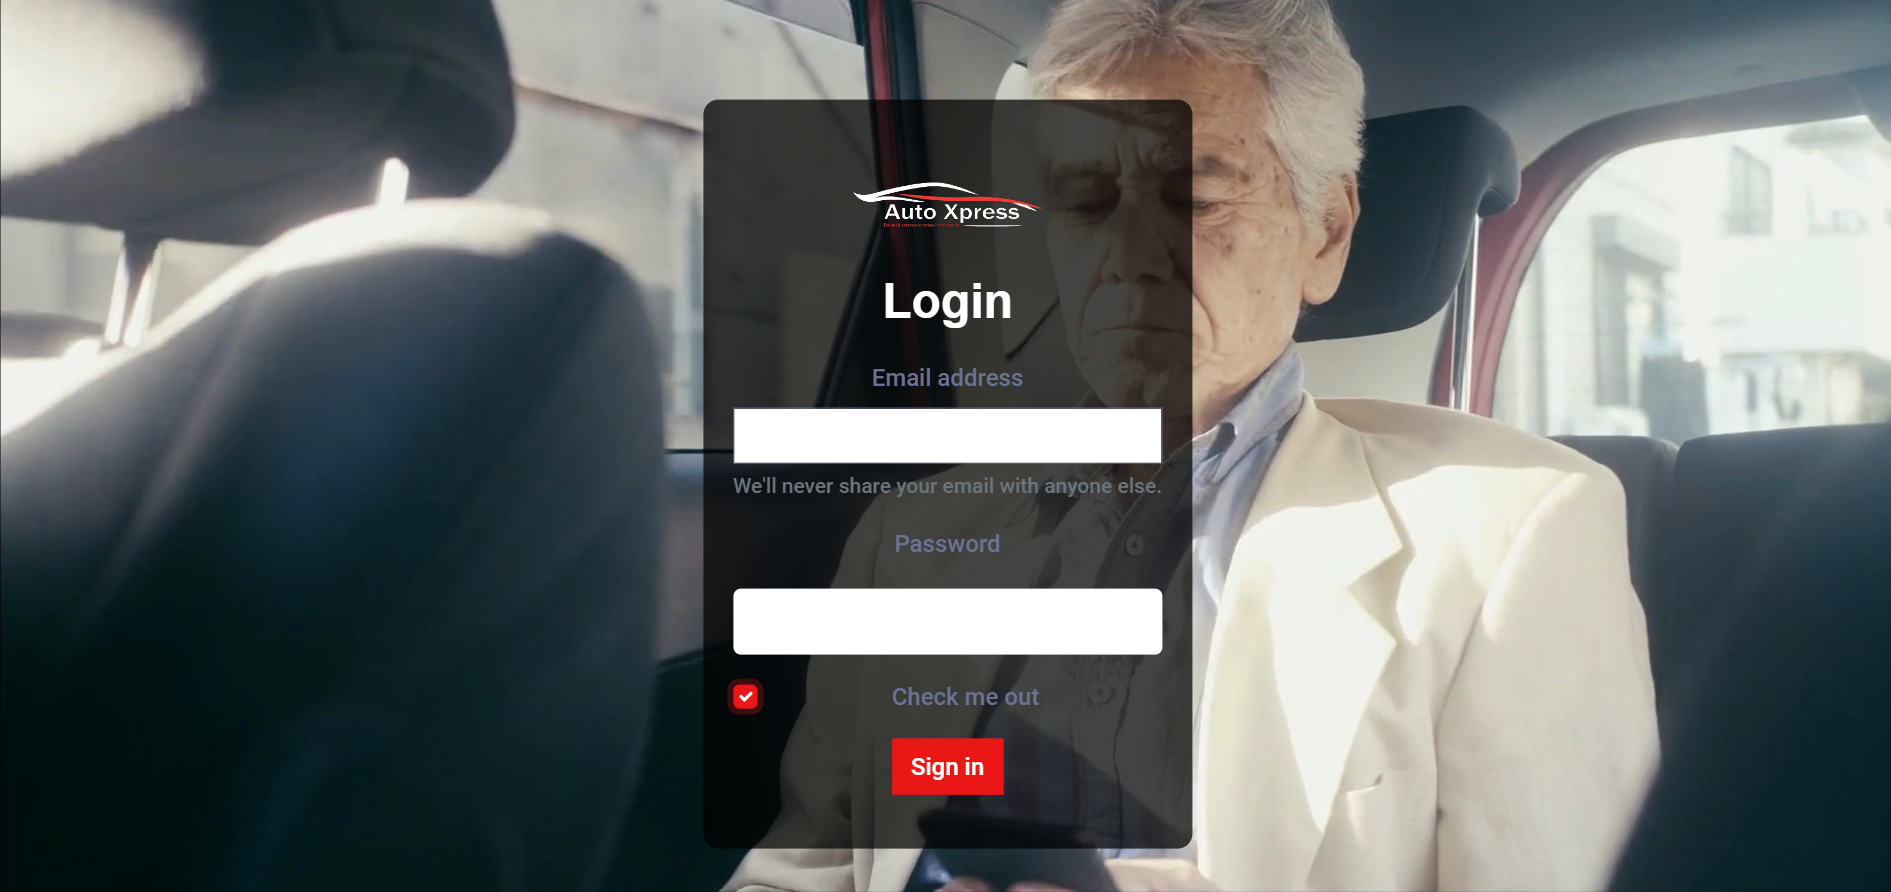 Auto Xpress
Login
Email address
We'll never share your email with anyone else.
Password
Check me out
Sign in